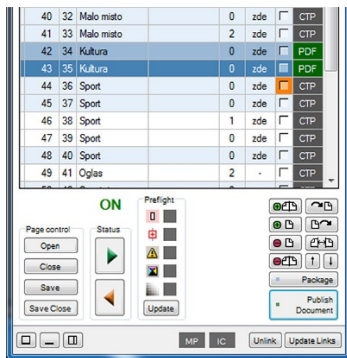 40 32 Malo misto 0 zde CTP
41 33 Malo misto 2 zde CTP
42 34 Kultura 0 zde PDF
43 35 Kultura 0 zde PDF
44 36 Sport 0 zde CTP
45 37 Sport 0 zde CTP
46 38 Sport 1 zde CTP
47 39 Sport 0 zde CTP
48 40 Sport 0 zde CTP
49 41 Oglas 2 - CTP
ON
Preflight
Page control
Status
Open
Close
Save
Save Close
Update
Package
Publish
Document
MP IC Unlink Update Links